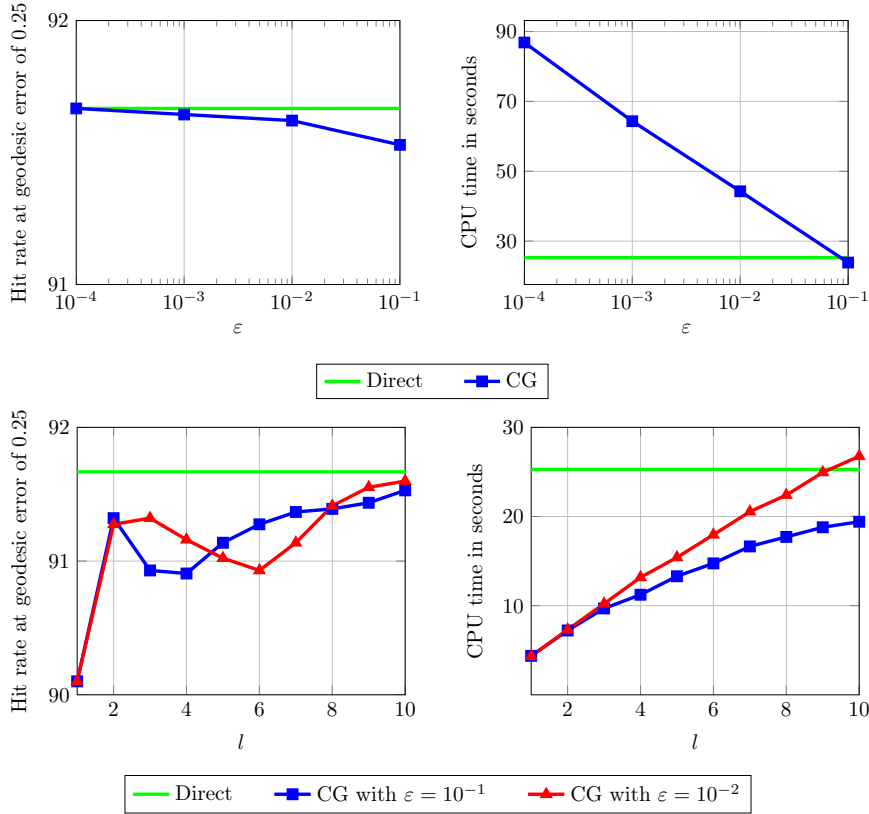 Hit rate at geodesic error of 0.25
92
91
10⁻⁴ 10⁻³ 10⁻² 10⁻¹
ε
CPU time in seconds
90
70
50
30
10⁻⁴ 10⁻³ 10⁻² 10⁻¹
ε
Direct CG
Hit rate at geodesic error of 0.25
92
91
90
2 4 6 8 10
l
CPU time in seconds
30
20
10
2 4 6 8 10
l
Direct CG with ε = 10⁻¹ CG with ε = 10⁻²